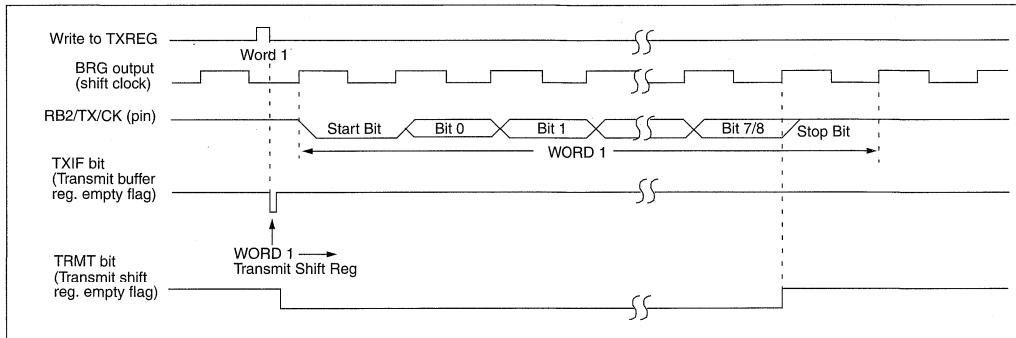 Write to TXREG
Word 1
BRG output
(shift clock)
RB2/TX/CK (pin)
Start Bit
Bit 0
Bit 1
Bit 7/8
Stop Bit
WORD 1
TXIF bit
(Transmit buffer
reg. empty flag)
WORD 1
Transmit Shift Reg
TRMT bit
(Transmit shift
reg. empty flag)